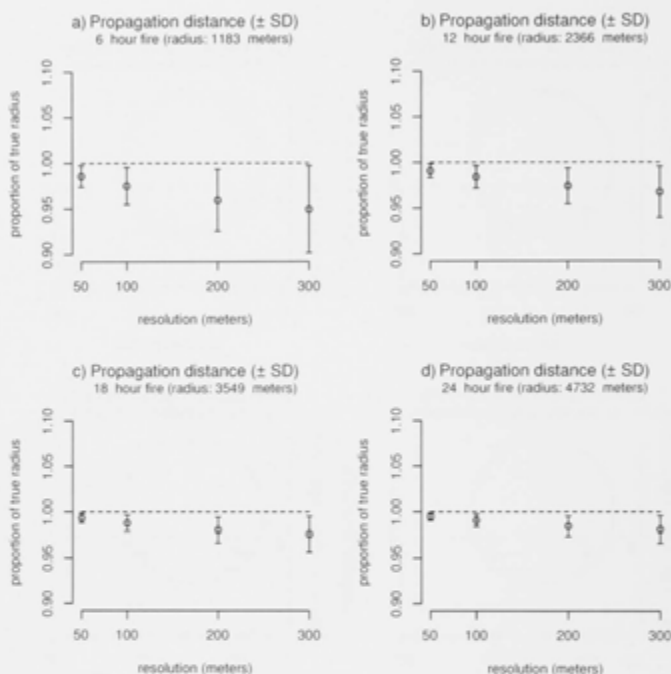 a) Propagation distance (± SD)
6 hour fire (radius: 1183 meters)
proportion of true radius
1.10
1.05
1.00
0.95
0.90
50
100
200
300
resolution (meters)
b) Propagation distance (± SD)
12 hour fire (radius: 2366 meters)
proportion of true radius
1.10
1.05
1.00
0.95
0.90
50
100
200
300
resolution (meters)
c) Propagation distance (± SD)
18 hour fire (radius: 3549 meters)
proportion of true radius
1.10
1.05
1.00
0.95
0.90
50
100
200
300
resolution (meters)
d) Propagation distance (± SD)
24 hour fire (radius: 4732 meters)
proportion of true radius
1.10
1.05
1.00
0.95
0.90
50
100
200
300
resolution (meters)